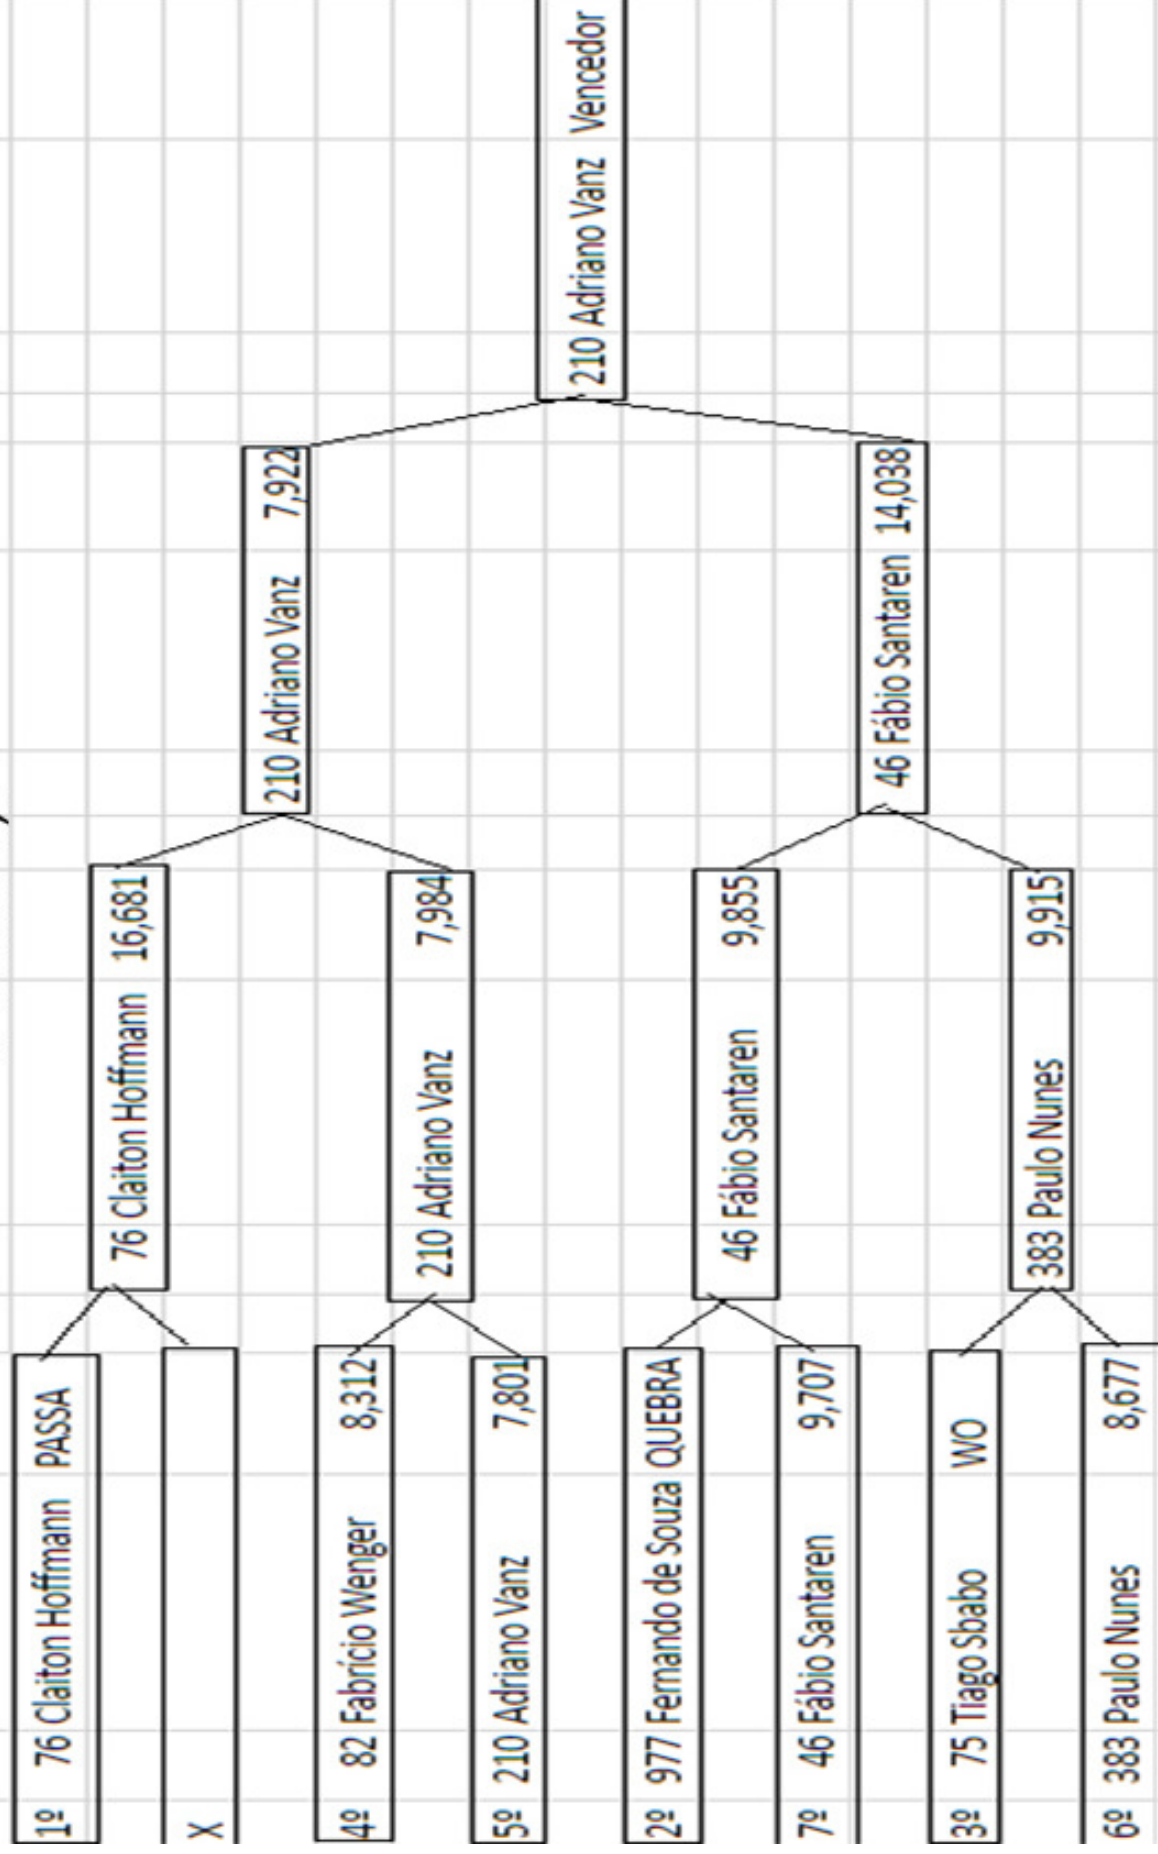 1º 76 Claiton Hoffmann PASSA
X
4º 82 Fabrício Wenger 8,312
5º 210 Adriano Vanz 7,801
2º 977 Fernando de Souza QUEBRA
7º 46 Fábio Santaren 9,707
3º 75 Tiago Sbabo WO
6º 383 Paulo Nunes 8,677
76 Claiton Hoffmann 16,681
210 Adriano Vanz 7,984
46 Fábio Santaren 9,855
383 Paulo Nunes 9,915
210 Adriano Vanz 7,922
46 Fábio Santaren 14,038
210 Adriano Vanz Vencedor